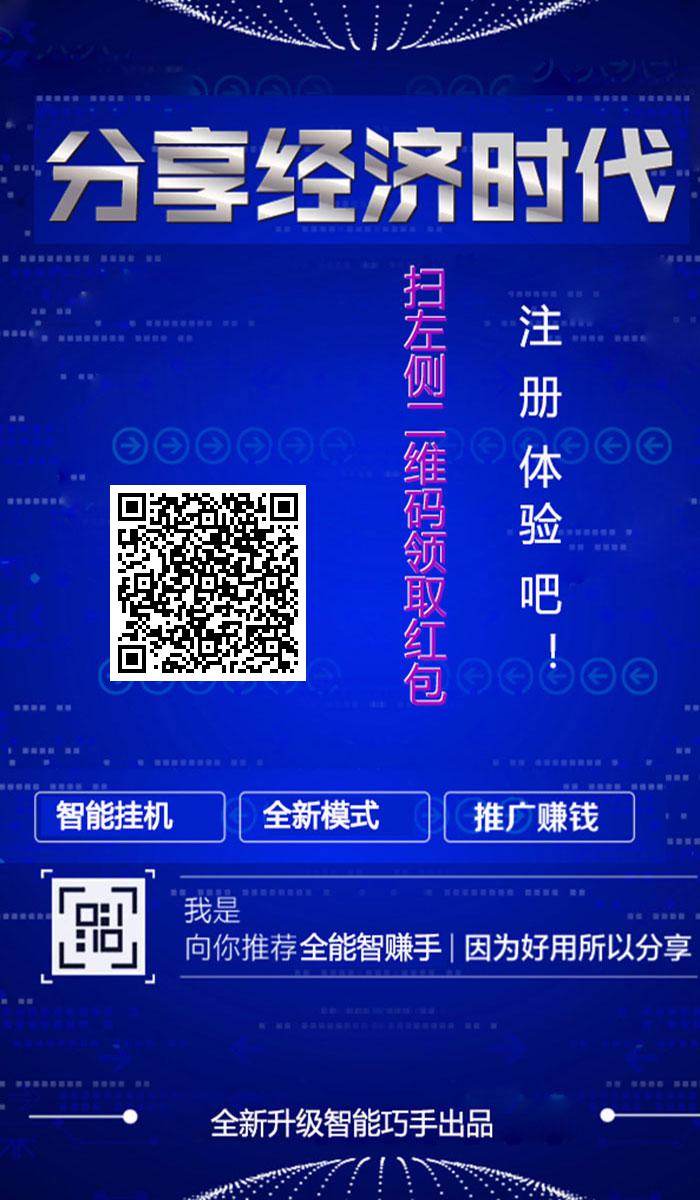 分享经济时代
扫左侧二维码领取红包
注册体验吧！
智能挂机
全新模式
推广赚钱
我是
向你推荐全能智赚手|因为好用所以分享
全新升级智能巧手出品